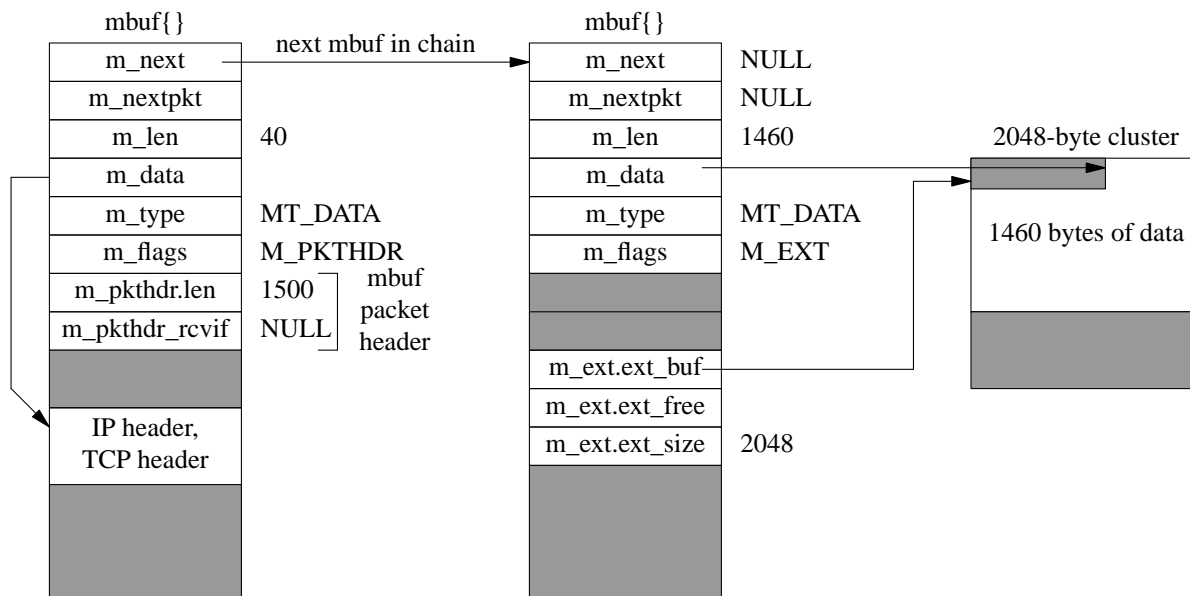 mbuf{}
m_next
m_nextpkt
m_len
40
m_data
m_type
MT_DATA
m_flags
M_PKTHDR
m_pkthdr.len
1500
m_pkthdr_rcvif
NULL
mbuf
packet
header
IP header,
TCP header
next mbuf in chain
mbuf{}
m_next
NULL
m_nextpkt
NULL
m_len
1460
m_data
m_type
MT_DATA
m_flags
M_EXT
m_ext.ext_buf
m_ext.ext_free
m_ext.ext_size
2048
2048-byte cluster
1460 bytes of data